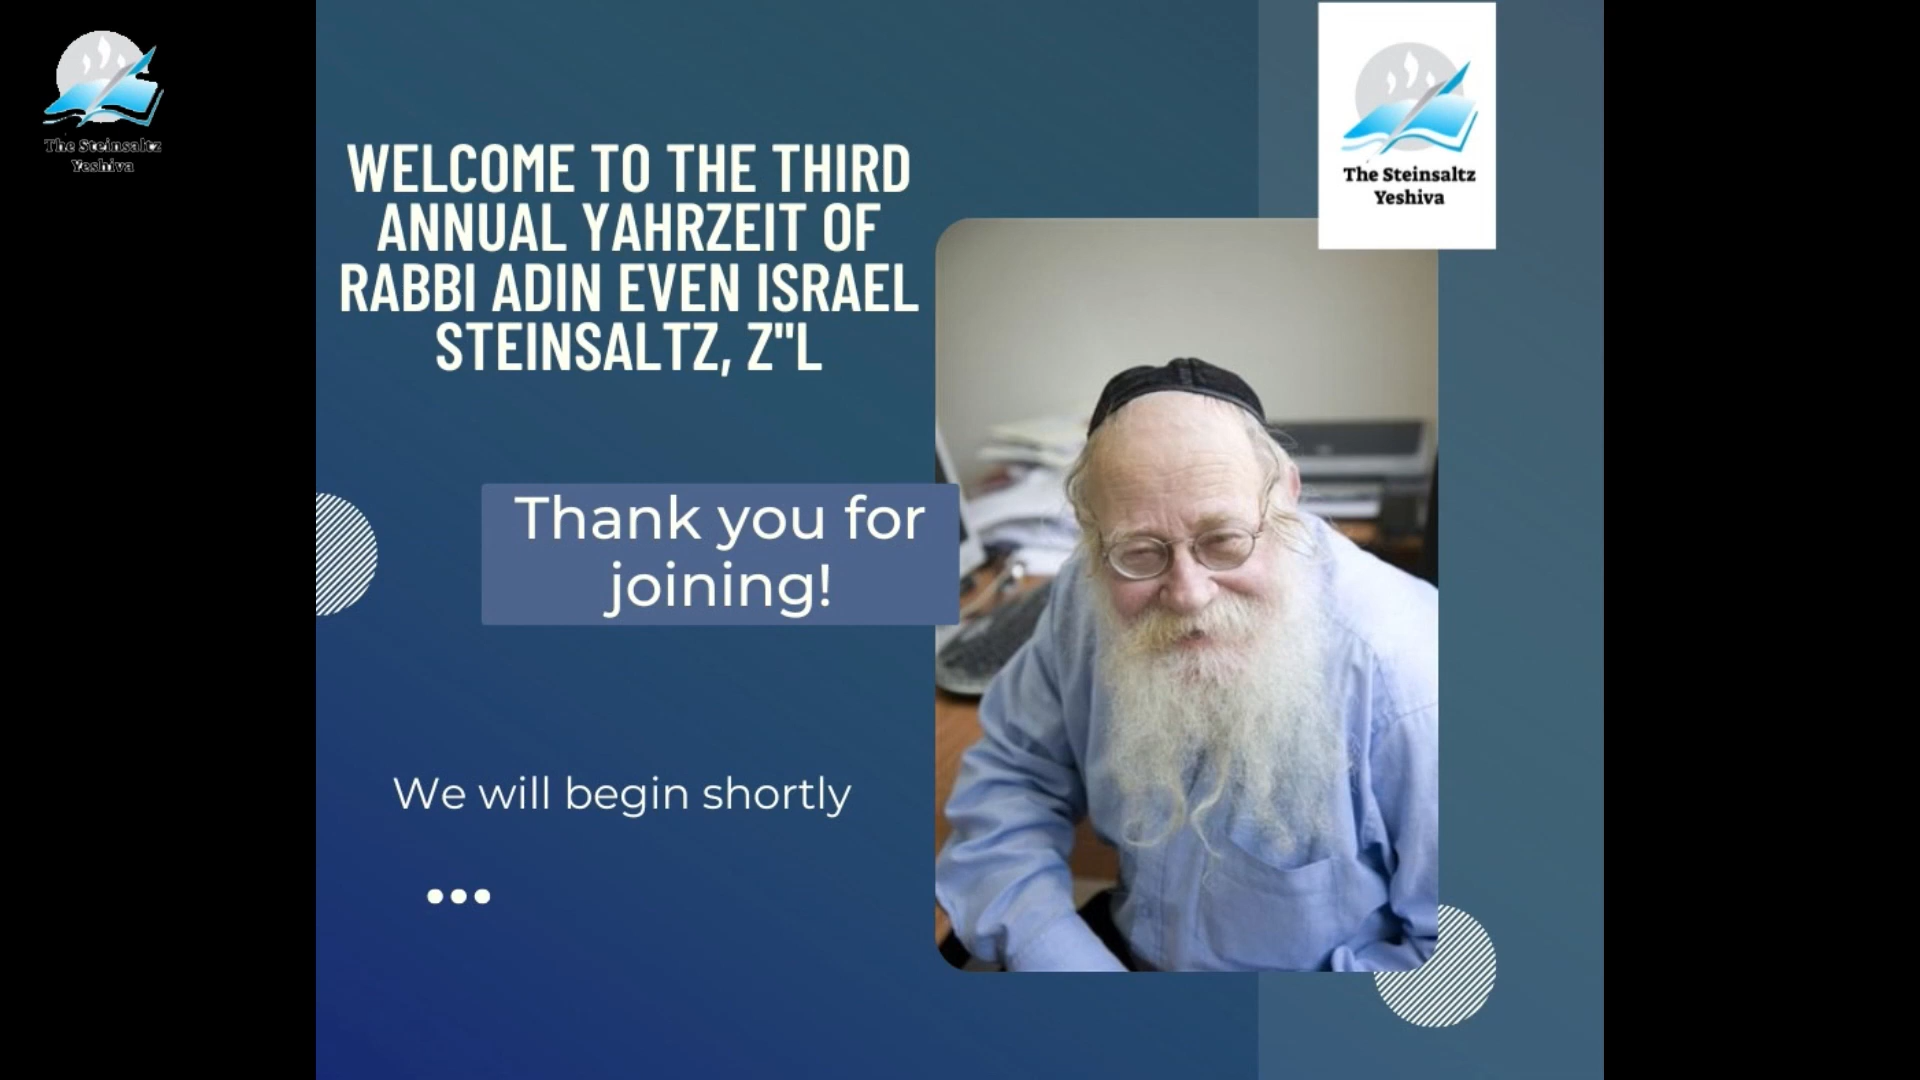 The Steinsaltz
Yeshiva
The Steinsaltz
Yeshiva
WELCOME TO THE THIRD
ANNUAL YAHRZEIT OF
RABBI ADIN EVEN ISRAEL
STEINSALTZ, Z"L
Thank you for
joining!
We will begin shortly
...